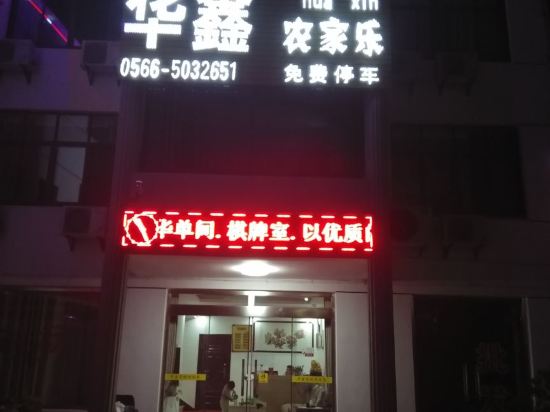 hua xin
华鑫 农家乐
0566-5032651 免费停车
华单间.棋牌室.以优质